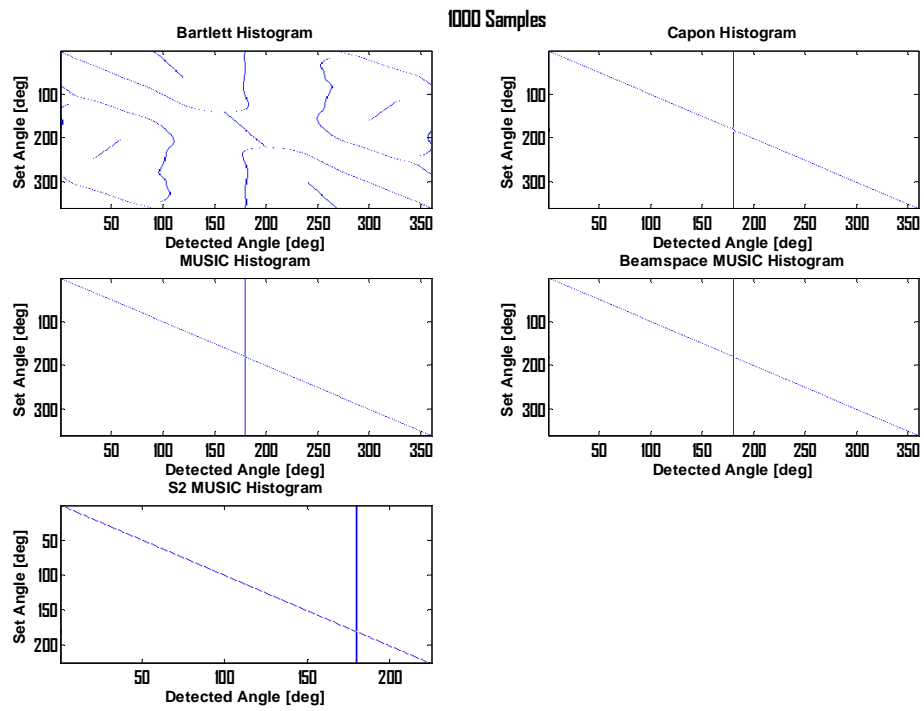 1000 Samples
Bartlett Histogram
Set Angle [deg]
100
200
300
50 100 150 200 250 300 350
Detected Angle [deg]
Capon Histogram
Set Angle [deg]
100
200
300
50 100 150 200 250 300 350
Detected Angle [deg]
MUSIC Histogram
Set Angle [deg]
100
200
300
50 100 150 200 250 300 350
Detected Angle [deg]
Beamspace MUSIC Histogram
Set Angle [deg]
100
200
300
50 100 150 200 250 300 350
Detected Angle [deg]
S2 MUSIC Histogram
Set Angle [deg]
50
100
150
200
50 100 150 200
Detected Angle [deg]